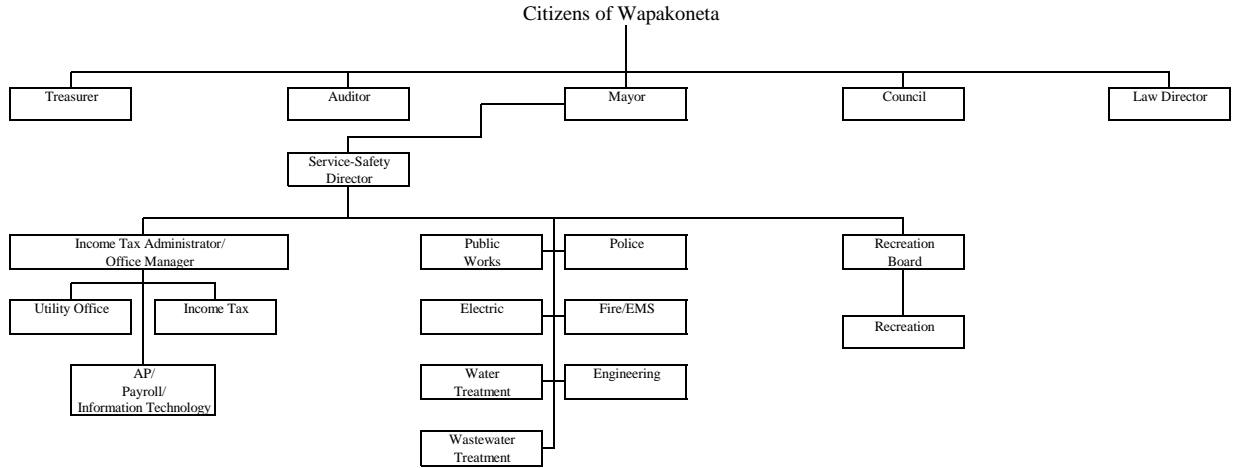 Citizens of Wapakoneta
Treasurer
Auditor
Mayor
Council
Law Director
Service-Safety
Director
Income Tax Administrator/
Office Manager
Public
Works
Police
Recreation
Board
Utility Office
Income Tax
Electric
Fire/EMS
Recreation
AP/
Payroll/
Information Technology
Water
Treatment
Engineering
Wastewater
Treatment